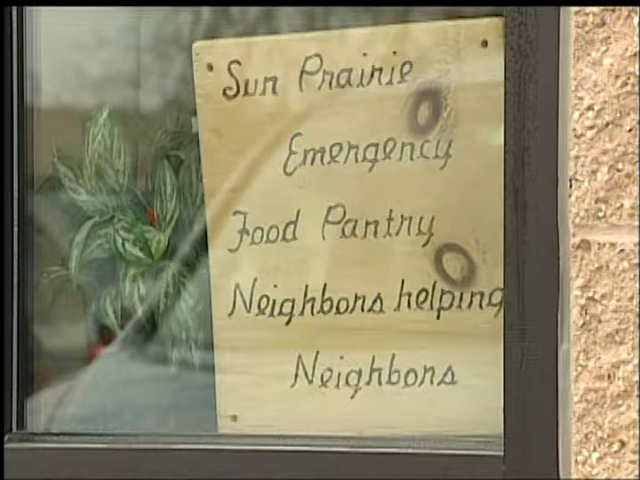 Sun Prairie
Emergency
Food Pantry
Neighbors helping
Neighbors